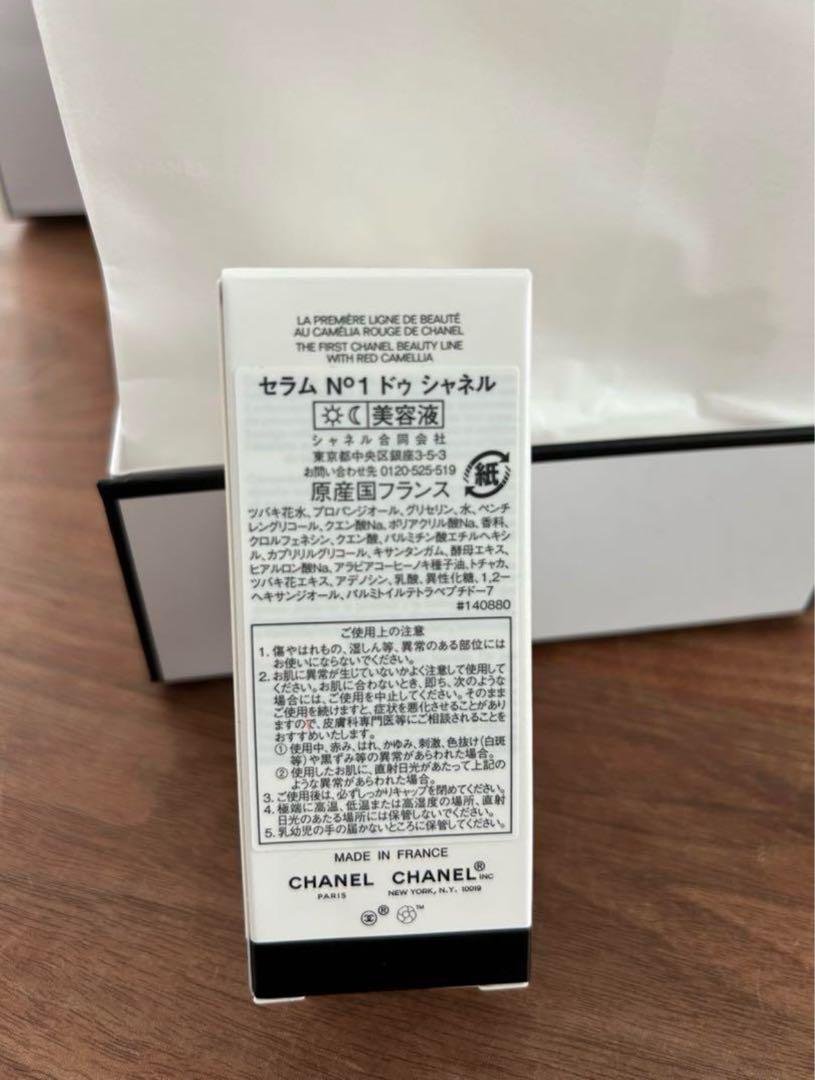 LA PREMIÈRE LIGNE DE BEAUTÉ
AU CAMÉLIA ROUGE DE CHANEL
THE FIRST CHANEL BEAUTY LINE
WITH RED CAMELLIA
セラム Nº1 ドゥ シャネル
美容液
シャネル合同会社
東京都中央区銀座3-5-3
お問い合わせ先 0120-525-519
紙
原産国フランス
ツバキ花水、プロパンジオール、グリセリン、水、ペンチ
レングリコール、クエン酸Na、ポリアクリル酸Na、香料、
クロルフェネシン、クエン酸、パルミチン酸エチルヘキシ
ル、カプリリルグリコール、キサンタンガム、酵母エキス、
ヒアルロン酸Na、アラビアコーヒーノキ種子油、トチャカ、
ツバキ花エキス、アデノシン、乳酸、異性化糖、1,2-
ヘキサンジオール、パルミトイルテトラペプチドー7
#140880
ご使用上の注意
1. 傷やはれもの、湿しん等、異常のある部位には
お使いにならないでください。
2. お肌に異常が生じていないかよく注意して使用して
ください。お肌に合わないとき、即ち、次のような
場合には、ご使用を中止してください。そのまま
ご使用を続けますと、症状を悪化させることがあり
ますので、皮膚科専門医等にご相談されることを
おすすめいたします。
① 使用中、赤み、はれ、かゆみ、刺激、色抜け(白斑
等)や黒ずみ等の異常があらわれた場合。
② 使用したお肌に、直射日光があたって上記の
ような異常があらわれた場合。
3. ご使用後は、必ずしっかりキャップを閉めてください。
4. 極端に高温、低温または高湿度の場所、直射
日光のあたる場所には保管しないでください。
5. 乳幼児の手の届かないところに保管してください。
MADE IN FRANCE
CHANEL CHANEL® INC
PARIS NEW YORK, N.Y. 10019
® ™